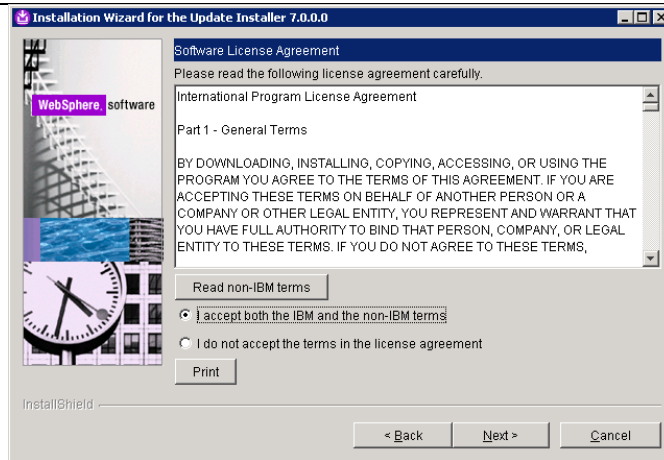 Installation Wizard for the Update Installer 7.0.0.0
WebSphere. software
Software License Agreement
Please read the following license agreement carefully.
International Program License Agreement
Part 1 - General Terms
BY DOWNLOADING, INSTALLING, COPYING, ACCESSING, OR USING THE
PROGRAM YOU AGREE TO THE TERMS OF THIS AGREEMENT. IF YOU ARE
ACCEPTING THESE TERMS ON BEHALF OF ANOTHER PERSON OR A
COMPANY OR OTHER LEGAL ENTITY, YOU REPRESENT AND WARRANT THAT
YOU HAVE FULL AUTHORITY TO BIND THAT PERSON, COMPANY, OR LEGAL
ENTITY TO THESE TERMS. IF YOU DO NOT AGREE TO THESE TERMS,
Read non-IBM terms
I accept both the IBM and the non-IBM terms
I do not accept the terms in the license agreement
Print
InstallShield
< Back
Next >
Cancel